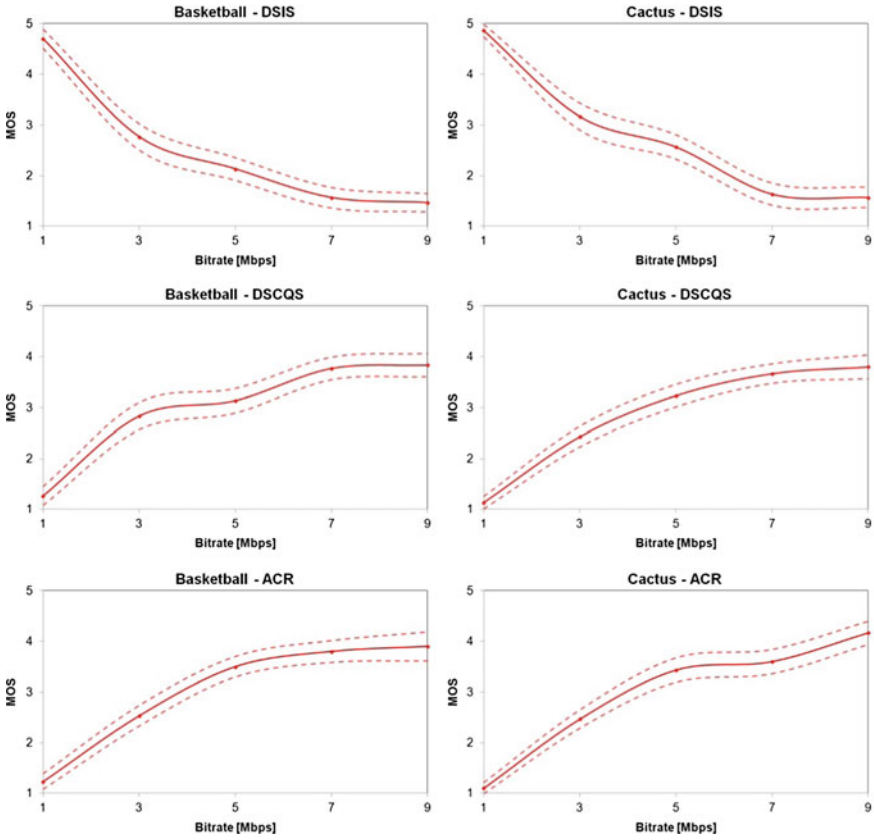 Basketball - DSIS
5
4
3
2
1
MOS
1 3 5 7 9
Bitrate [Mbps]
Cactus - DSIS
5
4
3
2
1
MOS
1 3 5 7 9
Bitrate [Mbps]
Basketball - DSCQS
5
4
3
2
1
MOS
1 3 5 7 9
Bitrate [Mbps]
Cactus - DSCQS
5
4
3
2
1
MOS
1 3 5 7 9
Bitrate [Mbps]
Basketball - ACR
5
4
3
2
1
MOS
1 3 5 7 9
Bitrate [Mbps]
Cactus - ACR
5
4
3
2
1
MOS
1 3 5 7 9
Bitrate [Mbps]